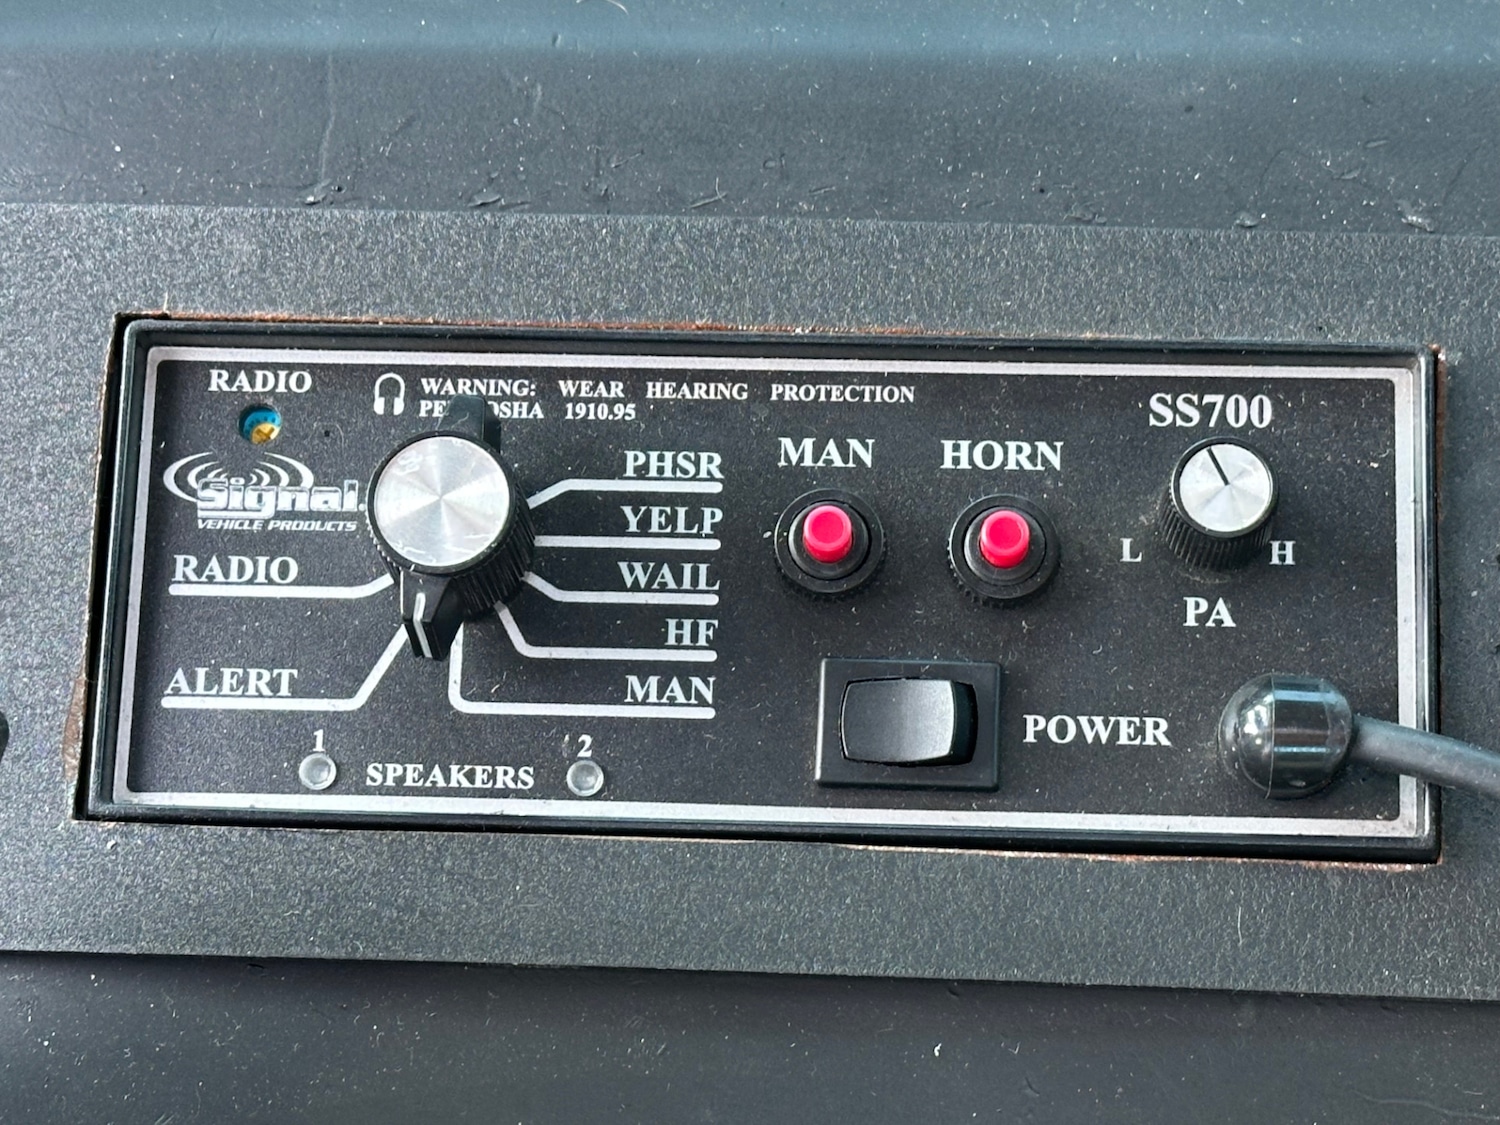 RADIO
WARNING: WEAR HEARING PROTECTION
OSHA 1910.95
SS700
Signal
VEHICLE PRODUCTS
PHSR
MAN
HORN
YELP
RADIO
WAIL
L
H
HF
PA
ALERT
MAN
POWER
1
2
SPEAKERS